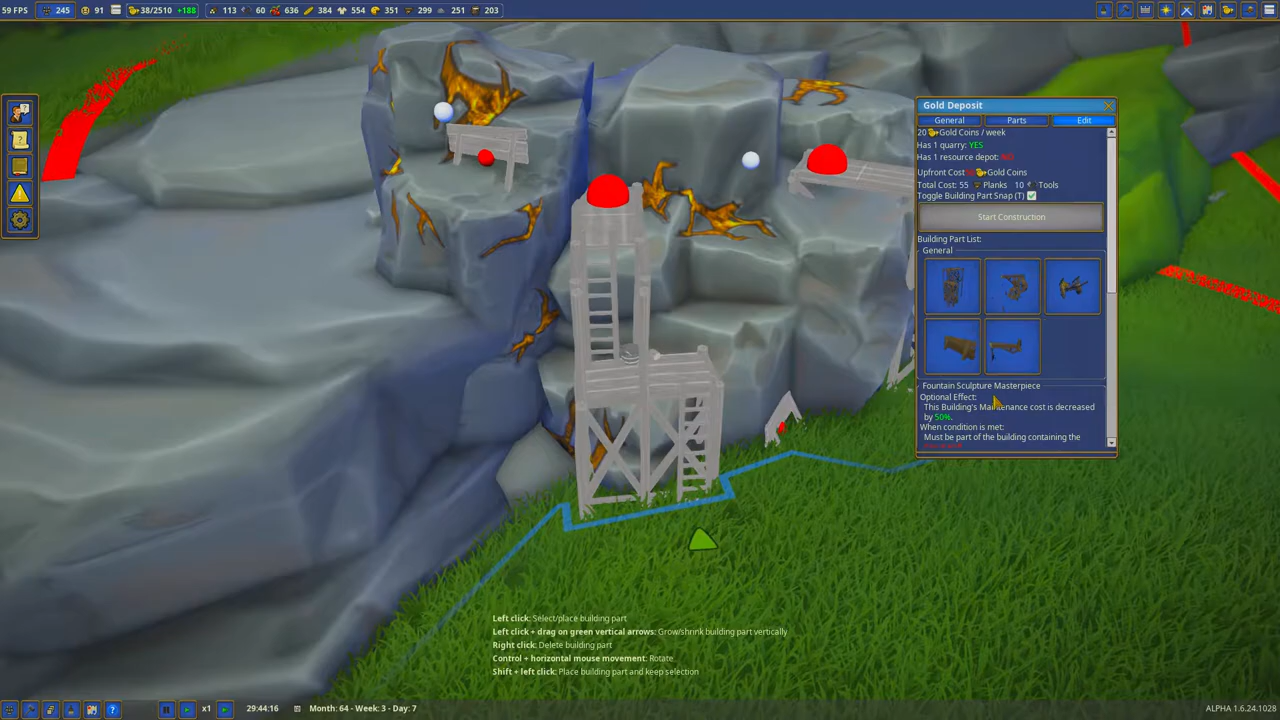 59 FPS 245 91 38/2510 +188 113 60 636 384 554 351 299 251 203
Gold Deposit
General Parts Edit
20 Gold Coins / week
Has 1 quarry: YES
Has 1 resource depot:
Upfront Cost Gold Coins
Total Cost: 55 Planks 10 Tools
Toggle Building Part Snap (T)
Start Construction
Building Part List:
General
Fountain Sculpture Masterpiece
Optional Effect:
This Building's Maintenance cost is decreased
by 50%.
When condition is met:
Must be part of the building containing the
Left click: Select/place building part
Left click + drag on green vertical arrows: Grow/shrink building part vertically
Right click: Delete building part
Control + horizontal mouse movement: Rotate
Shift + left click: Place building part and keep selection
x1 29:44:16 Month: 64 - Week: 3 - Day: 7 ALPHA 1.6.24.1028